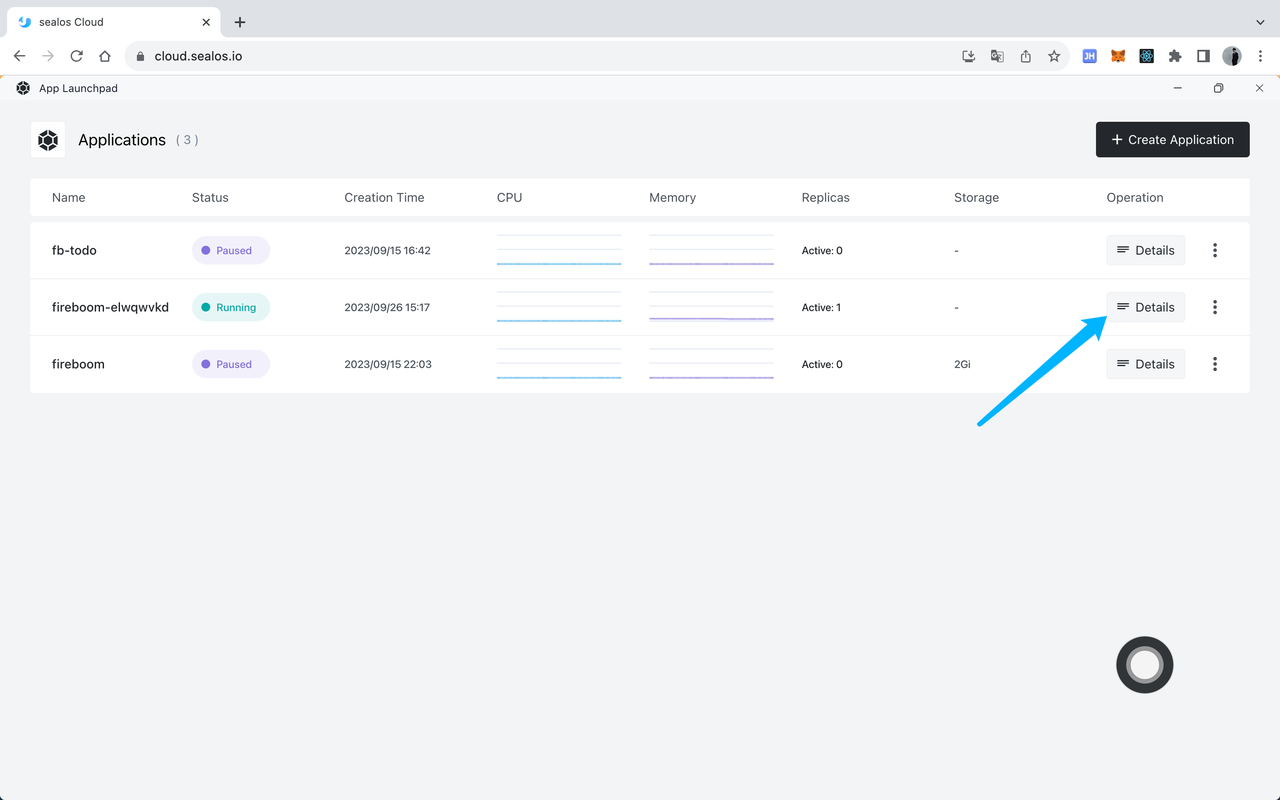 sealos Cloud
cloud.sealos.io
JH
App Launchpad
Applications ( 3 )
+ Create Application
Name Status Creation Time CPU Memory Replicas Storage Operation
fb-todo Paused 2023/09/15 16:42 Active: 0 - Details
fireboom-elwqwvkd Running 2023/09/26 15:17 Active: 1 - Details
fireboom Paused 2023/09/15 22:03 Active: 0 2Gi Details